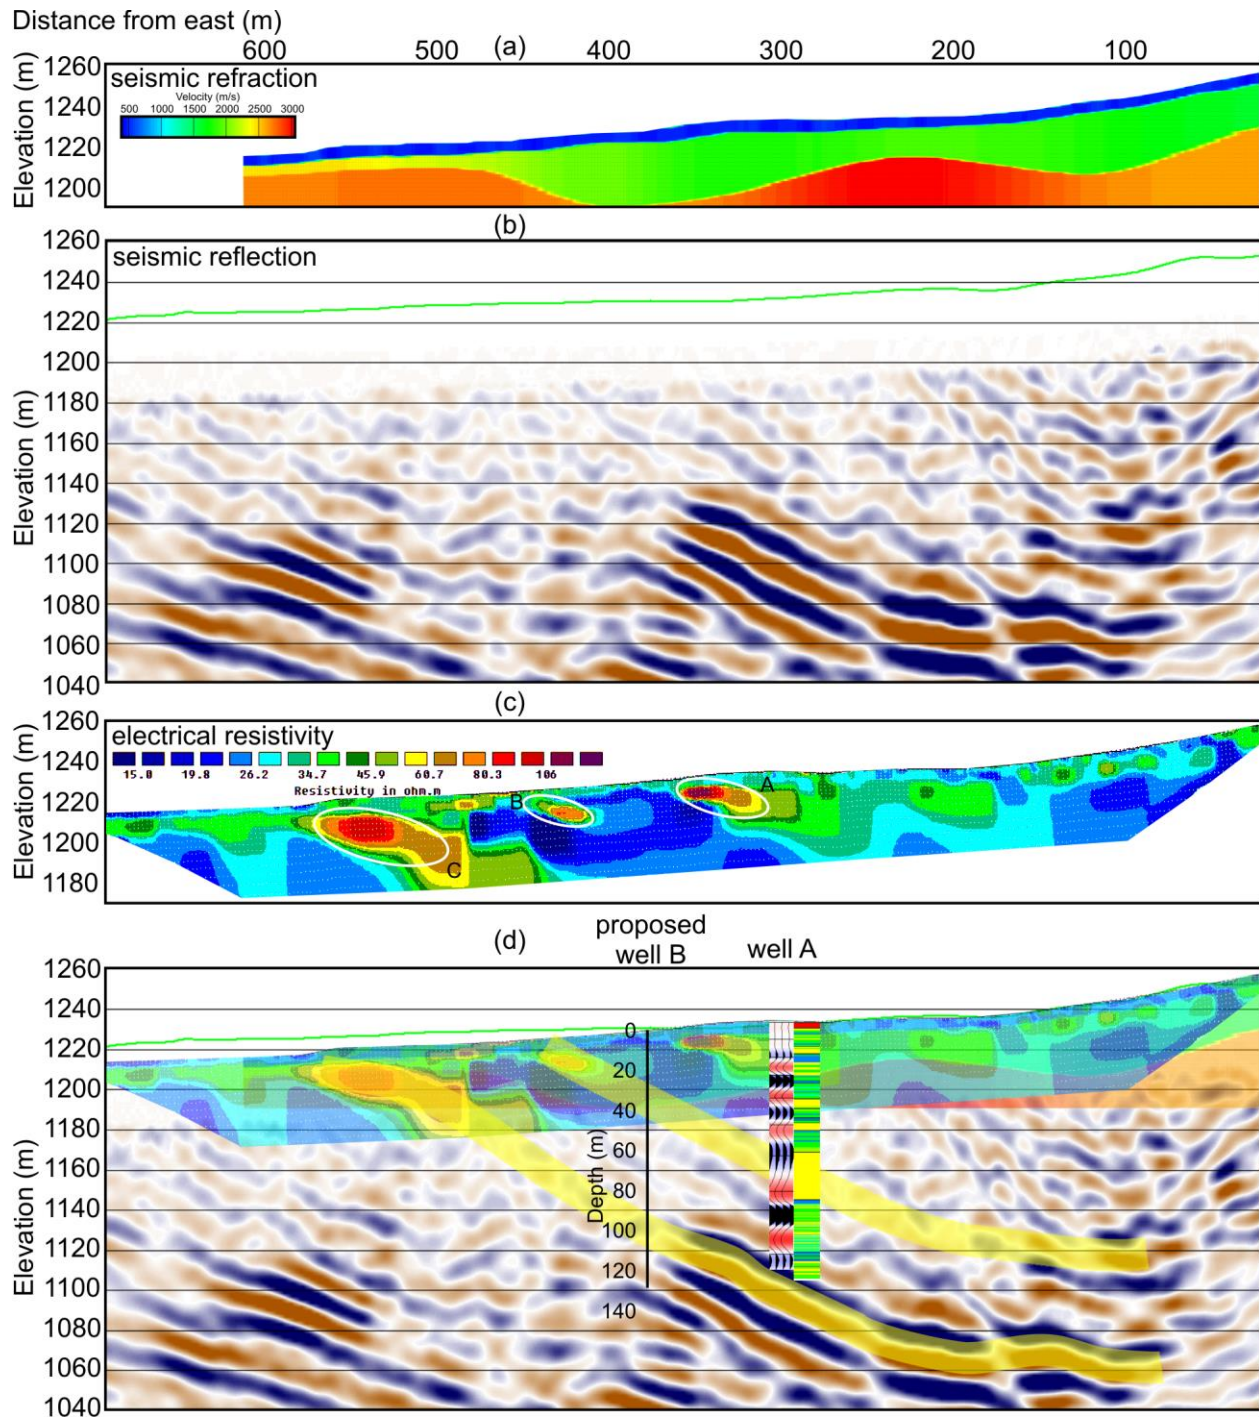 Distance from east (m)
600 500 (a) 400 300 200 100
Elevation (m)
1260
1240
1220
1200
seismic refraction
Velocity (m/s)
500 1000 1500 2000 2500 3000
(b)
Elevation (m)
1260
1240
1220
1200
1180
1160
1140
1120
1100
1080
1060
1040
seismic reflection
(c)
Elevation (m)
1260
1240
1220
1200
1180
electrical resistivity
15.0 19.8 26.2 34.7 45.9 60.7 80.3 106
Resistivity in ohm.m
A
B
C
(d)
proposed
well B
well A
Elevation (m)
1260
1240
1220
1200
1180
1160
1140
1120
1100
1080
1060
1040
Depth (m)
0
20
40
60
80
100
120
140